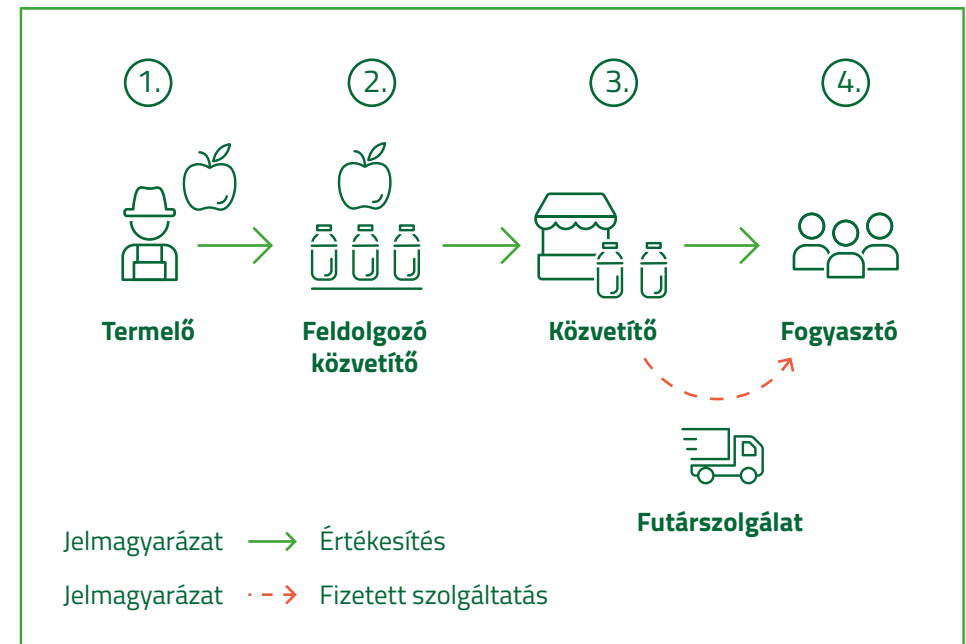 1.
2.
3.
4.
Termelő
Feldolgozó
közvetítő
Közvetítő
Fogyasztó
Futárszolgálat
Jelmagyarázat Értékesítés
Jelmagyarázat Fizetett szolgáltatás